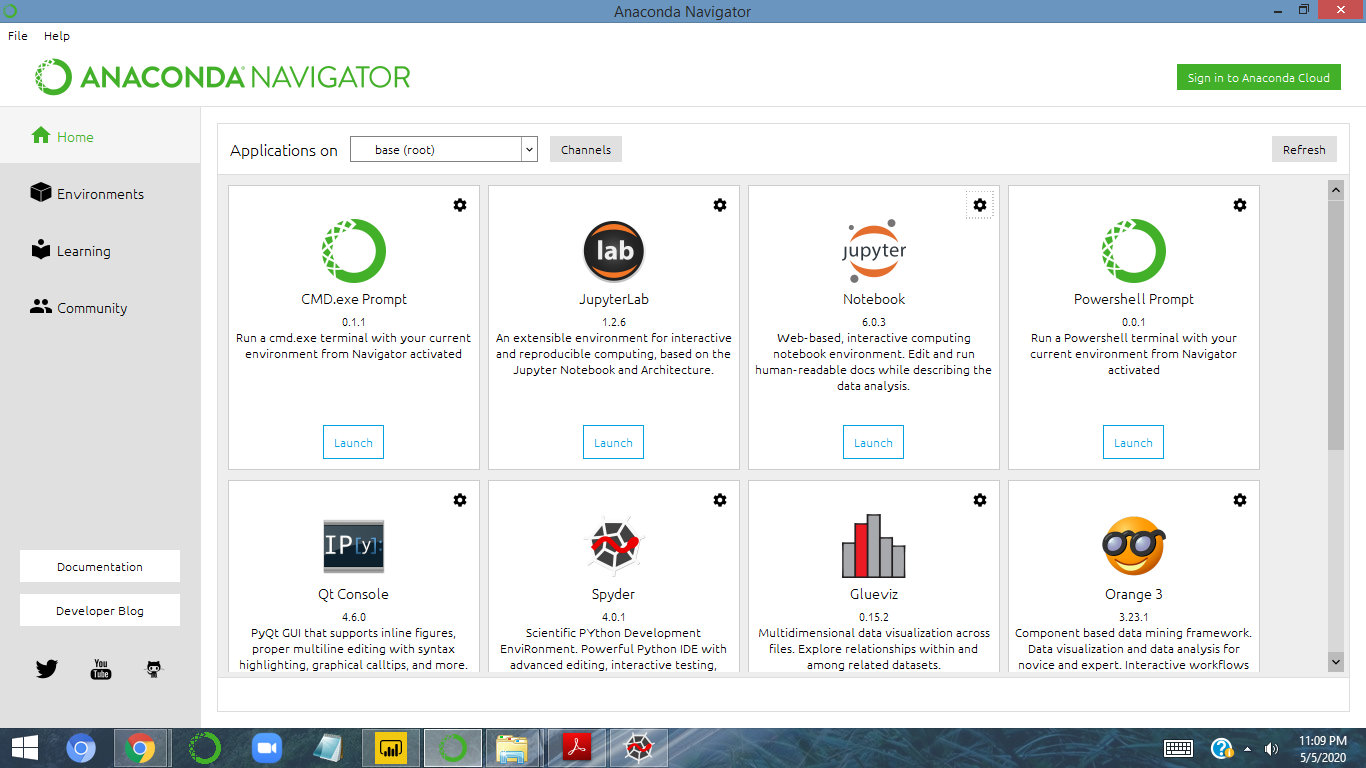 Anaconda Navigator
File Help
ANACONDA NAVIGATOR
Sign in to Anaconda Cloud
Home
Environments
Learning
Community
Documentation
Developer Blog
You
Tube
Applications on base (root) Channels Refresh
CMD.exe Prompt
0.1.1
Run a cmd.exe terminal with your current
environment from Navigator activated
Launch
lab
JupyterLab
1.2.6
An extensible environment for interactive
and reproducible computing, based on the
Jupyter Notebook and Architecture.
Launch
jupyter
Notebook
6.0.3
Web-based, interactive computing
notebook environment. Edit and run
human-readable docs while describing the
data analysis.
Launch
Powershell Prompt
0.0.1
Run a Powershell terminal with your
current environment from Navigator
activated
Launch
IP[y]:
Qt Console
4.6.0
PyQt GUI that supports inline figures,
proper multiline editing with syntax
highlighting, graphical calltips, and more.
Spyder
4.0.1
Scientific PYthon Development
EnviRonment. Powerful Python IDE with
advanced editing, interactive testing,
Glueviz
0.15.2
Multidimensional data visualization across
files. Explore relationships within and
among related datasets.
Orange 3
3.23.1
Component based data mining framework.
Data visualization and data analysis for
novice and expert. Interactive workflows
11:09 PM
5/5/2020